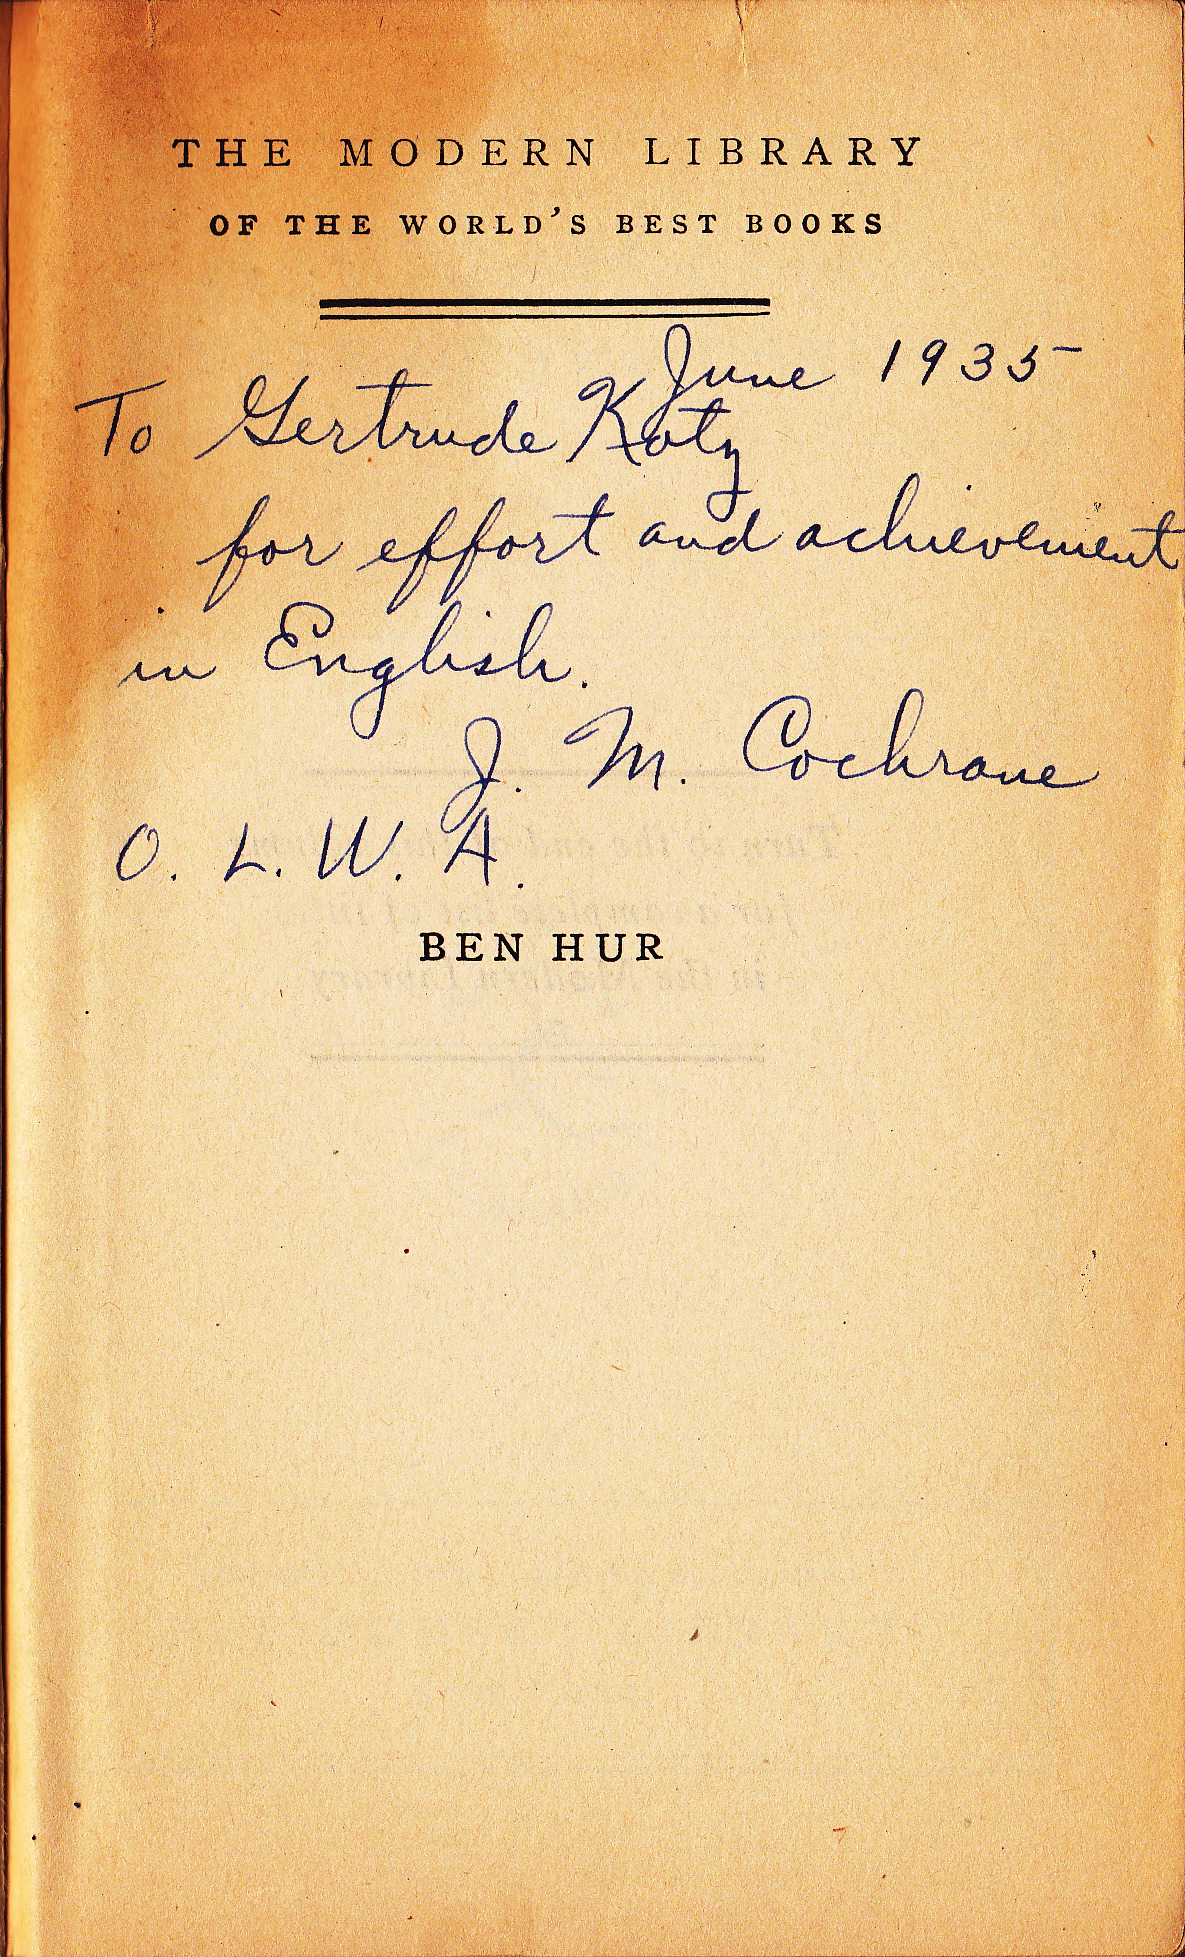 THE MODERN LIBRARY
OF THE WORLD'S BEST BOOKS
June 1935
To Gertrude Katz
for effort and achievement
in English.
J. M. Cochrane
O. L. W. A.
BEN HUR